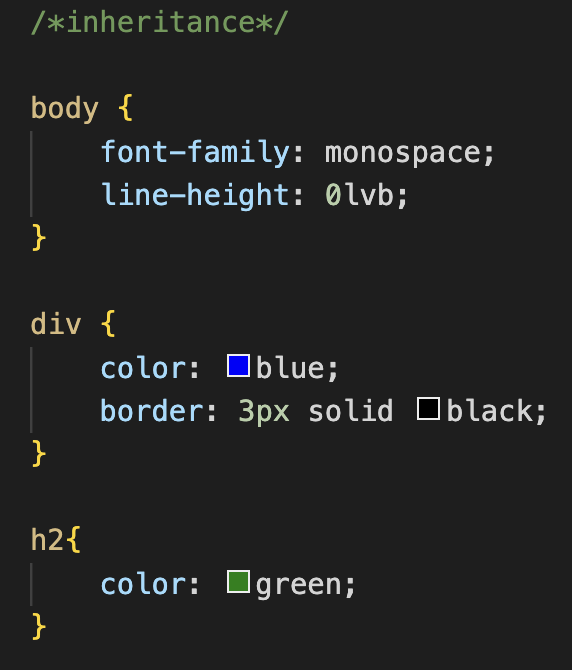 /*inheritance*/
body {
font-family: monospace;
line-height: 0lvb;
}
div {
color: blue;
border: 3px solid black;
}
h2{
color: green;
}